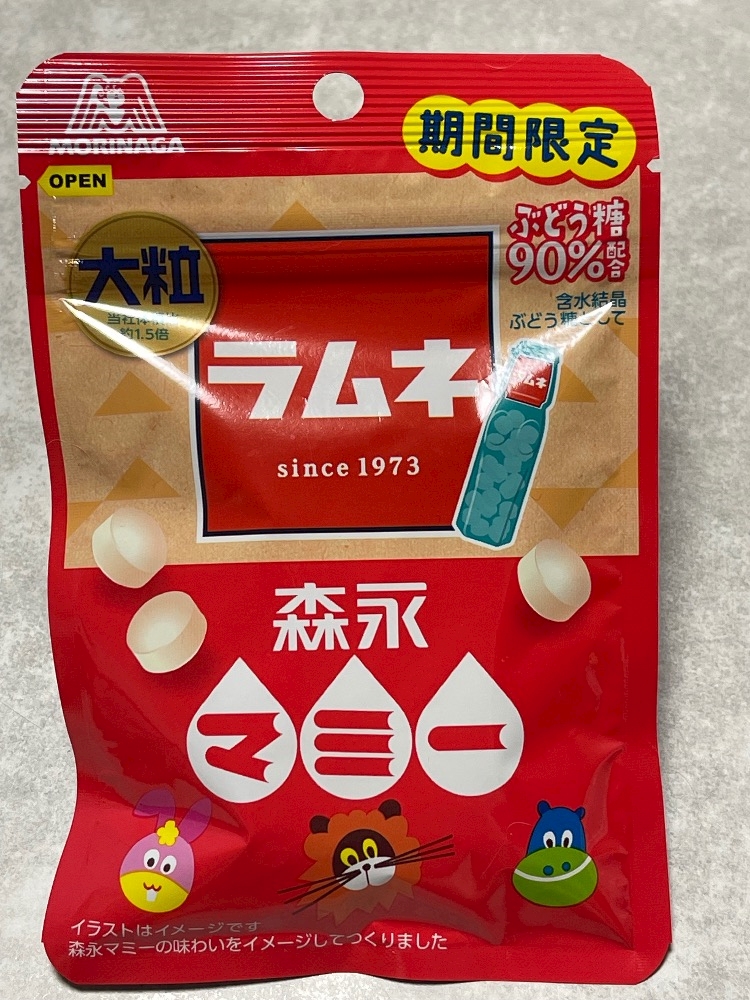 MORINAGA
期間限定
OPEN
大粒
当社体積比
約1.5倍
ぶどう糖
90%配合
含水結晶
ぶどう糖として
ラムネ
since 1973
ラムネ
森永
マミー
イラストはイメージです
森永マミーの味わいをイメージしてつくりました